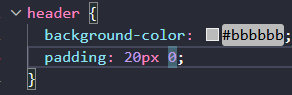 header {
background-color: #bbbbbb;
padding: 20px 0;
}